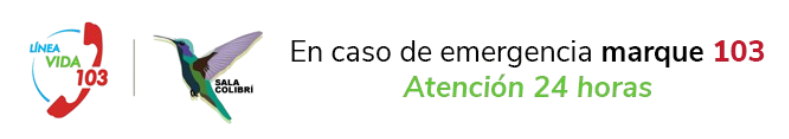 LÍNEA
VIDA
103
SALA
COLIBRÍ
En caso de emergencia marque 103
Atención 24 horas